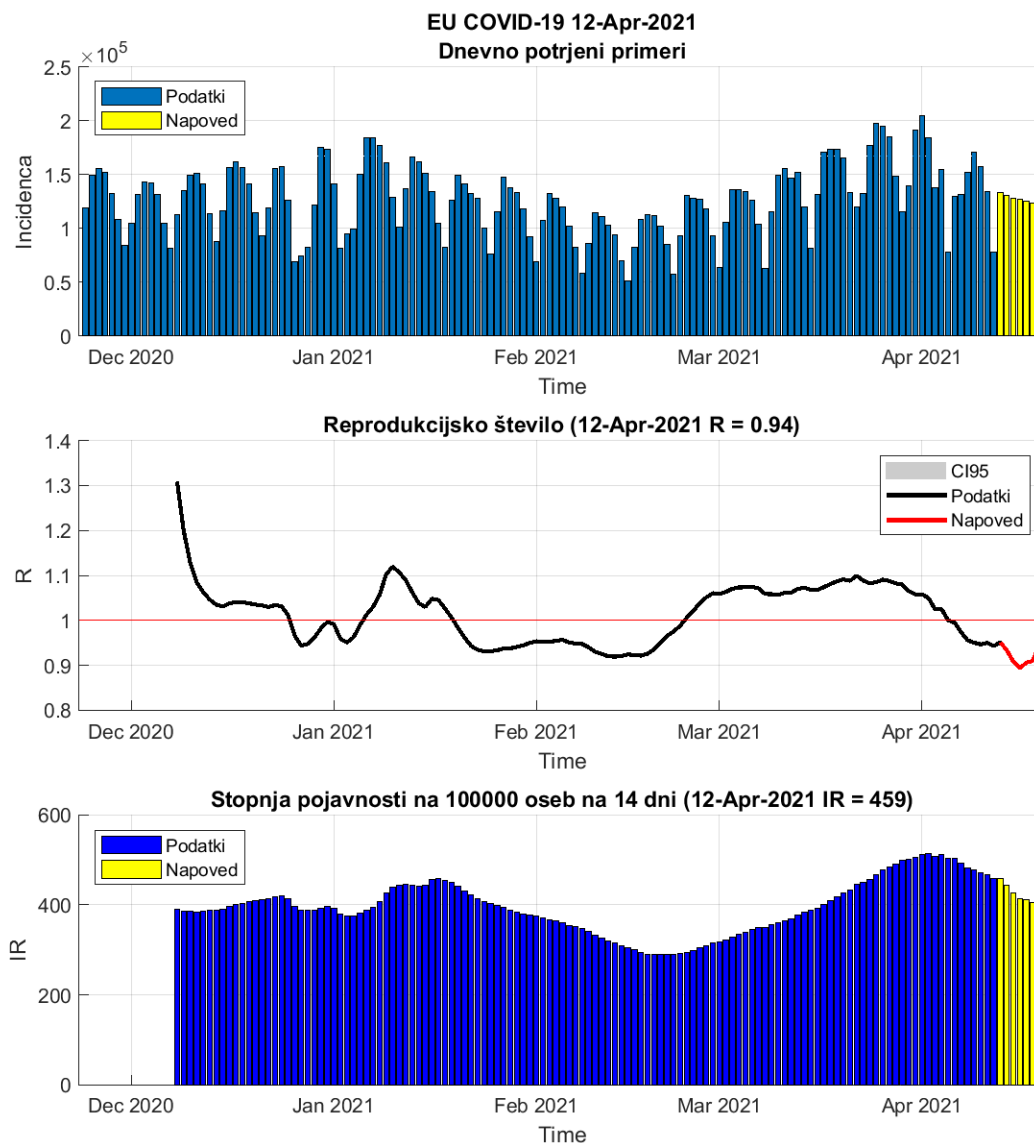 EU COVID-19 12-Apr-2021
Dnevno potrjeni primeri
×10^5
2.5
2
1.5
1
0.5
0
Incidenca
Podatki
Napoved
Dec 2020 Jan 2021 Feb 2021 Mar 2021 Apr 2021
Time
Reprodukcijsko število (12-Apr-2021 R = 0.94)
1.4
1.3
1.2
1.1
1
0.9
0.8
R
CI95
Podatki
Napoved
Dec 2020 Jan 2021 Feb 2021 Mar 2021 Apr 2021
Time
Stopnja pojavnosti na 100000 oseb na 14 dni (12-Apr-2021 IR = 459)
600
400
200
0
IR
Podatki
Napoved
Dec 2020 Jan 2021 Feb 2021 Mar 2021 Apr 2021
Time